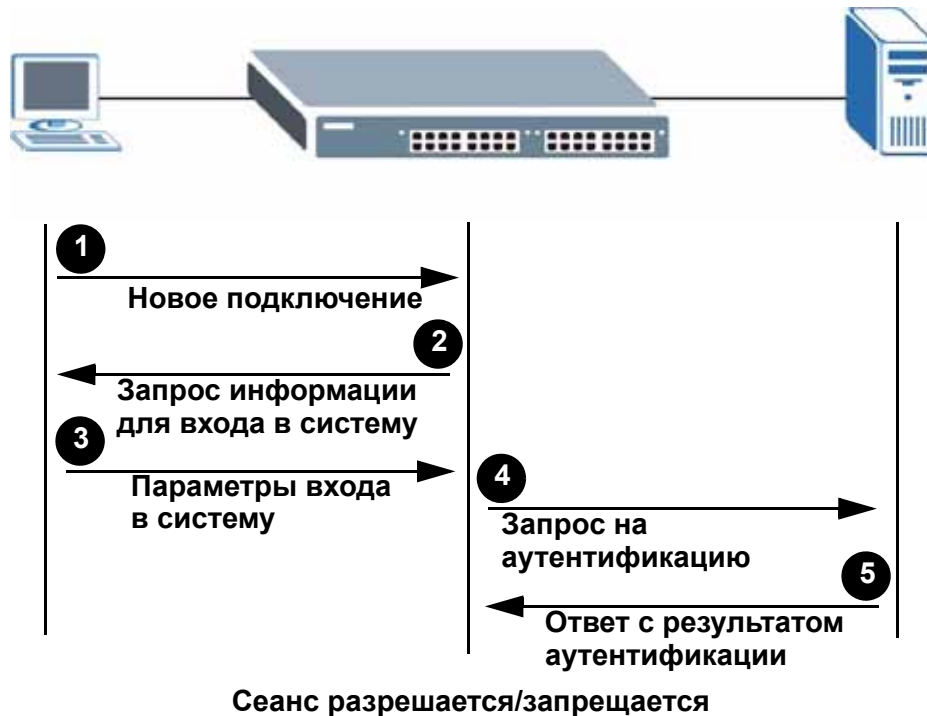 1
Новое подключение
2
Запрос информации
для входа в систему
3
Параметры входа
в систему
4
Запрос на
аутентификацию
5
Ответ с результатом
аутентификации
Сеанс разрешается/запрещается